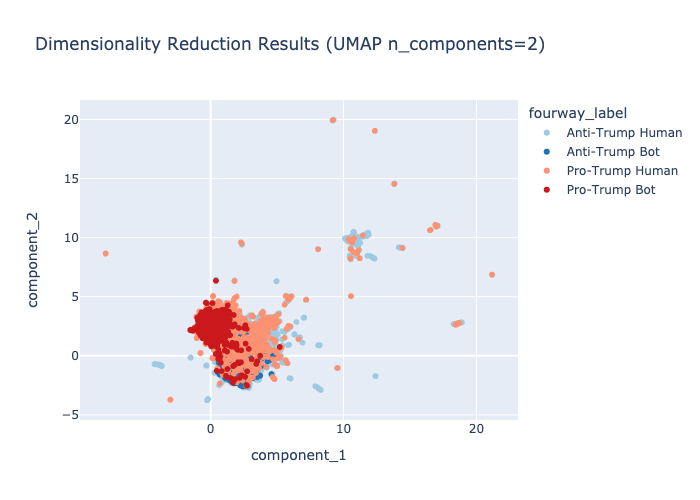 Dimensionality Reduction Results (UMAP n_components=2)
fourway_label
Anti-Trump Human
Anti-Trump Bot
Pro-Trump Human
Pro-Trump Bot
component_2
20
15
10
5
0
−5
0 10 20
component_1